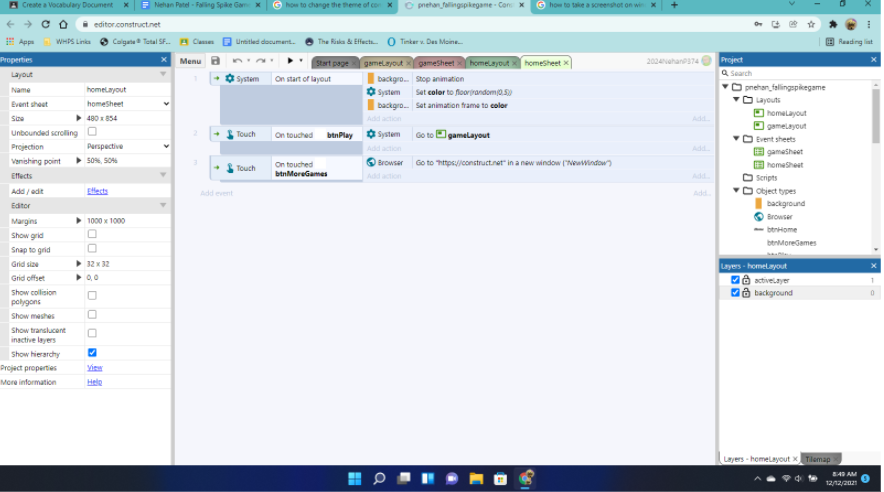 Create a Vocabulary Document
Nehan Patel - Falling Spike Gam
how to change the theme of con
pnehan_fallingspikegame - Cons
how to take a screenshot on win
editor.construct.net
Apps
WHPS Links
Colgate® Total SF...
Classes
Untitled document...
The Risks & Effects...
Tinker v. Des Moine...
Reading list
Properties
Menu
Start page
gameLayout
gameSheet
homeLayout
homeSheet
2024NehanP374
Project
Layout
Name homeLayout
Event sheet homeSheet
Size 480 x 854
Unbounded scrolling
Projection Perspective
Vanishing point 50%, 50%
Effects
Add / edit Effects
Editor
Margins 1000 x 1000
Show grid
Snap to grid
Grid size 32 x 32
Grid offset 0, 0
Show collision
polygons
Show meshes
Show translucent
inactive layers
Show hierarchy
Project properties View
More information Help
1 System On start of layout backgro... Stop animation
System Set color to floor(random(0,5))
backgro... Set animation frame to color
Add action Add...
2 Touch On touched btnPlay System Go to gameLayout
Add action Add...
3 Touch On touched btnMoreGames Browser Go to "https://construct.net" in a new window ("NewWindow")
Add action Add...
Add event Add...
Search
pnehan_fallingspikegame
Layouts
homeLayout
gameLayout
Event sheets
gameSheet
homeSheet
Scripts
Object types
background
Browser
btnHome
btnMoreGames
Layers - homeLayout
activeLayer 1
background 0
Layers - homeLayout
Tilemap
8:49 AM
12/12/2021